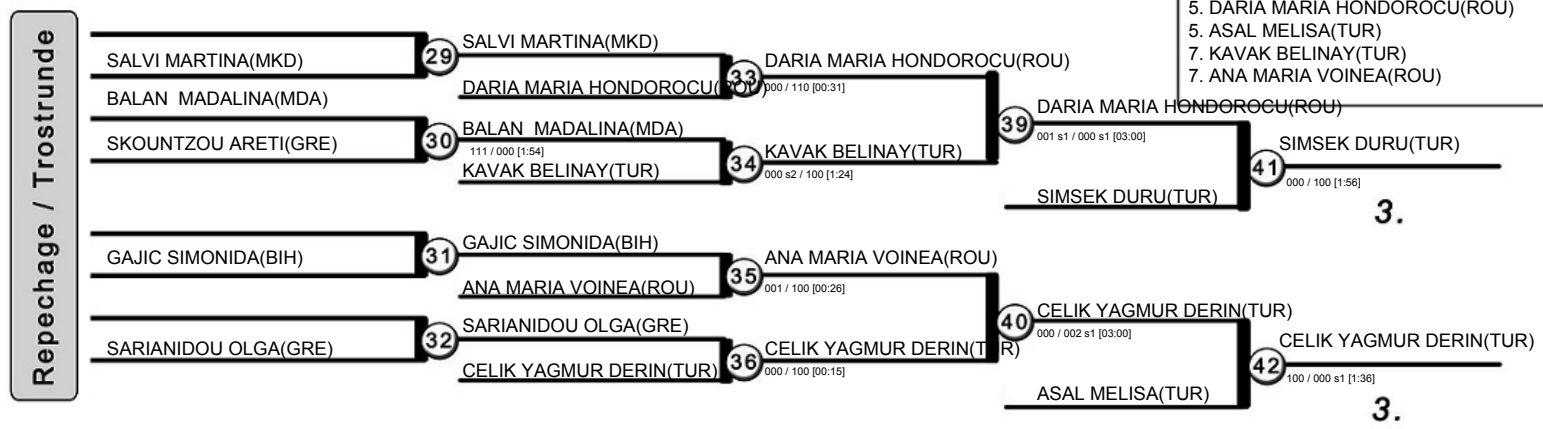 Repechage / Trostrunde
5. DARIA MARIA HONDOROCU(ROU)
5. ASAL MELISA(TUR)
7. KAVAK BELINAY(TUR)
7. ANA MARIA VOINEA(ROU)
SALVI MARTINA(MKD)
29
BALAN MADALINA(MDA)
SKOUNTZOU ARETI(GRE)
30
GAJIC SIMONIDA(BIH)
31
SARIANIDOU OLGA(GRE)
32
SALVI MARTINA(MKD)
DARIA MARIA HONDOROCU(ROU)
33
BALAN MADALINA(MDA)
111 / 000 [1:54]
KAVAK BELINAY(TUR)
34
GAJIC SIMONIDA(BIH)
ANA MARIA VOINEA(ROU)
35
SARIANIDOU OLGA(GRE)
CELIK YAGMUR DERIN(TUR)
36
DARIA MARIA HONDOROCU(ROU)
000 / 110 [00:31]
KAVAK BELINAY(TUR)
000 s2 / 100 [1:24]
39
ANA MARIA VOINEA(ROU)
001 / 100 [00:26]
CELIK YAGMUR DERIN(TUR)
000 / 100 [00:15]
40
DARIA MARIA HONDOROCU(ROU)
001 s1 / 000 s1 [03:00]
SIMSEK DURU(TUR)
41
CELIK YAGMUR DERIN(TUR)
000 / 002 s1 [03:00]
ASAL MELISA(TUR)
42
SIMSEK DURU(TUR)
000 / 100 [1:56]
3.
CELIK YAGMUR DERIN(TUR)
100 / 000 s1 [1:36]
3.